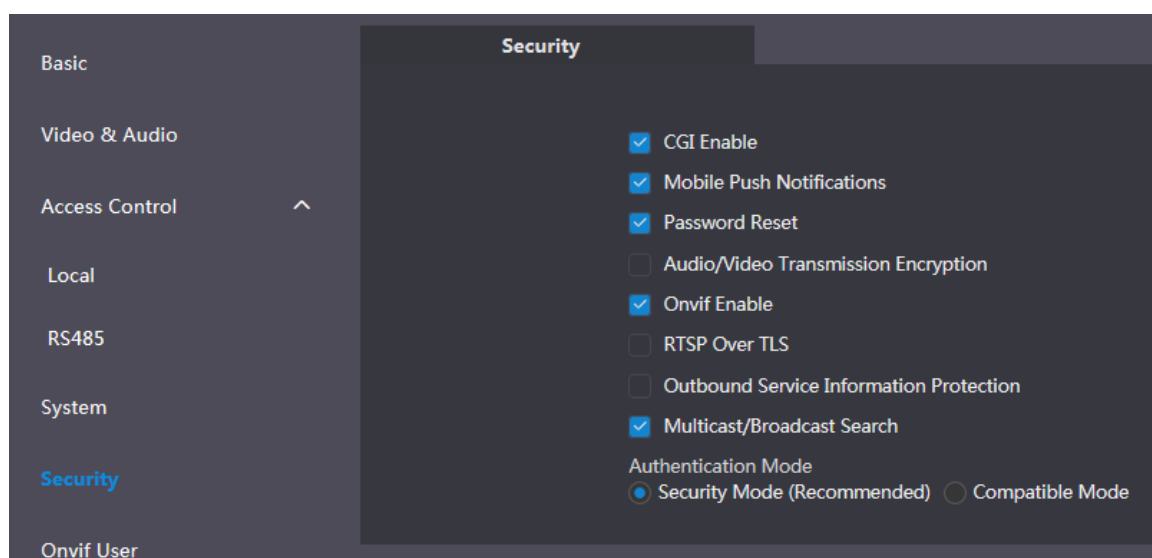 Basic
Video & Audio
Access Control
Local
RS485
System
Security
Onvif User
Security
CGI Enable
Mobile Push Notifications
Password Reset
Audio/Video Transmission Encryption
Onvif Enable
RTSP Over TLS
Outbound Service Information Protection
Multicast/Broadcast Search
Authentication Mode
Security Mode (Recommended) Compatible Mode